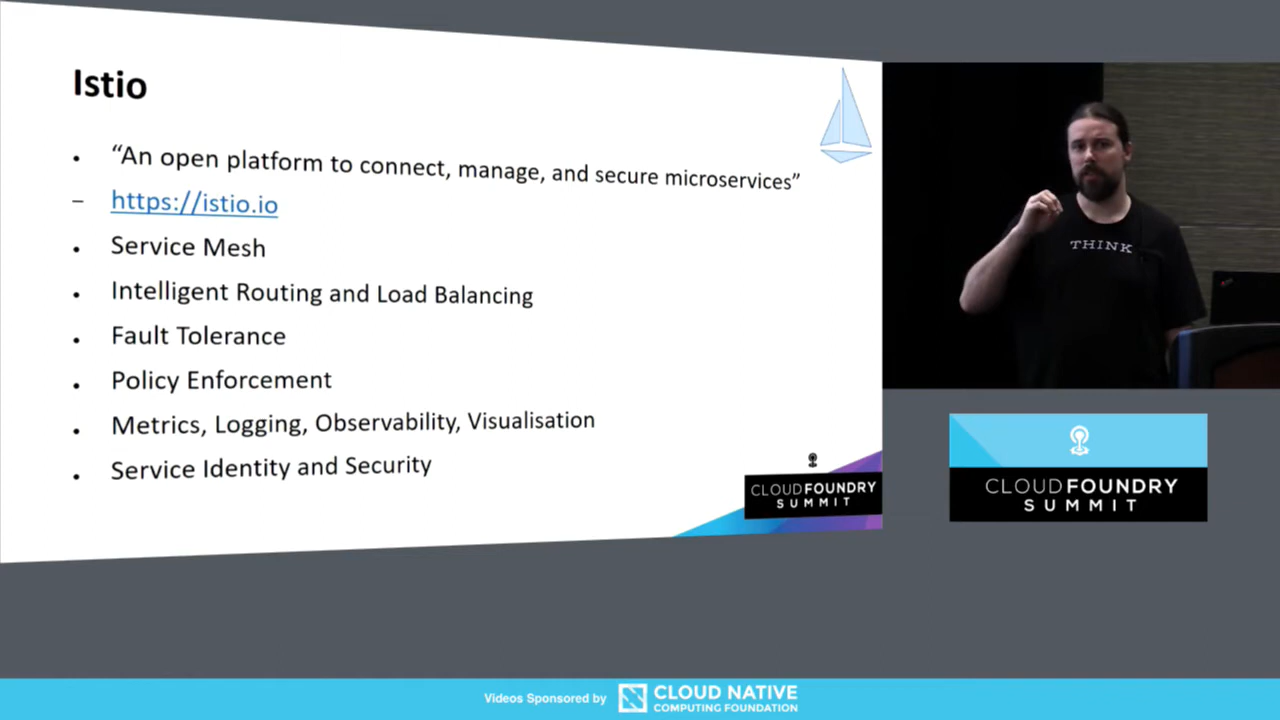 Istio
• “An open platform to connect, manage, and secure microservices”
– https://istio.io
• Service Mesh
• Intelligent Routing and Load Balancing
• Fault Tolerance
• Policy Enforcement
• Metrics, Logging, Observability, Visualisation
• Service Identity and Security
CLOUDFOUNDRY
SUMMIT
THINK
CLOUDFOUNDRY
SUMMIT
Videos Sponsored by
CLOUD NATIVE
COMPUTING FOUNDATION